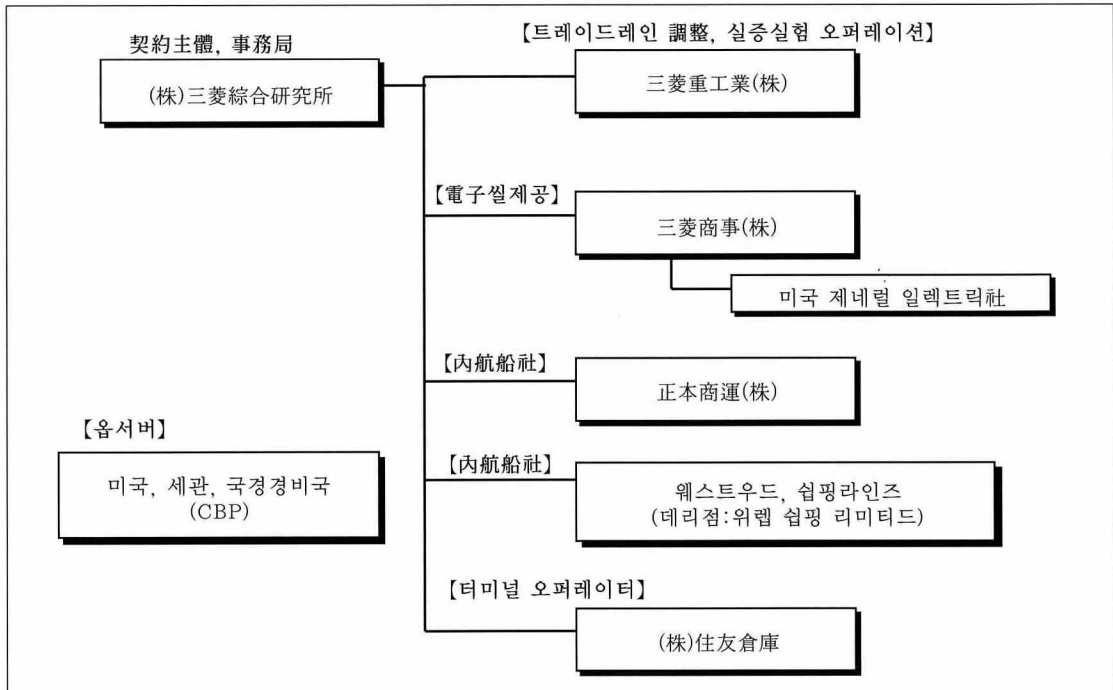 契約主體, 事務局
(株)三菱綜合硏究所
【트레이드레인 調整, 실증실험 오퍼레이션】
三菱重工業(株)
【電子씰제공】
三菱商事(株)
미국 제네럴 일렉트릭社
【內航船社】
正本商運(株)
【옵서버】
미국, 세관, 국경경비국
(CBP)
【內航船社】
웨스트우드, 쉽핑라인즈
(데리점:위렙 쉽핑 리미티드)
【터미널 오퍼레이터】
(株)住友倉庫